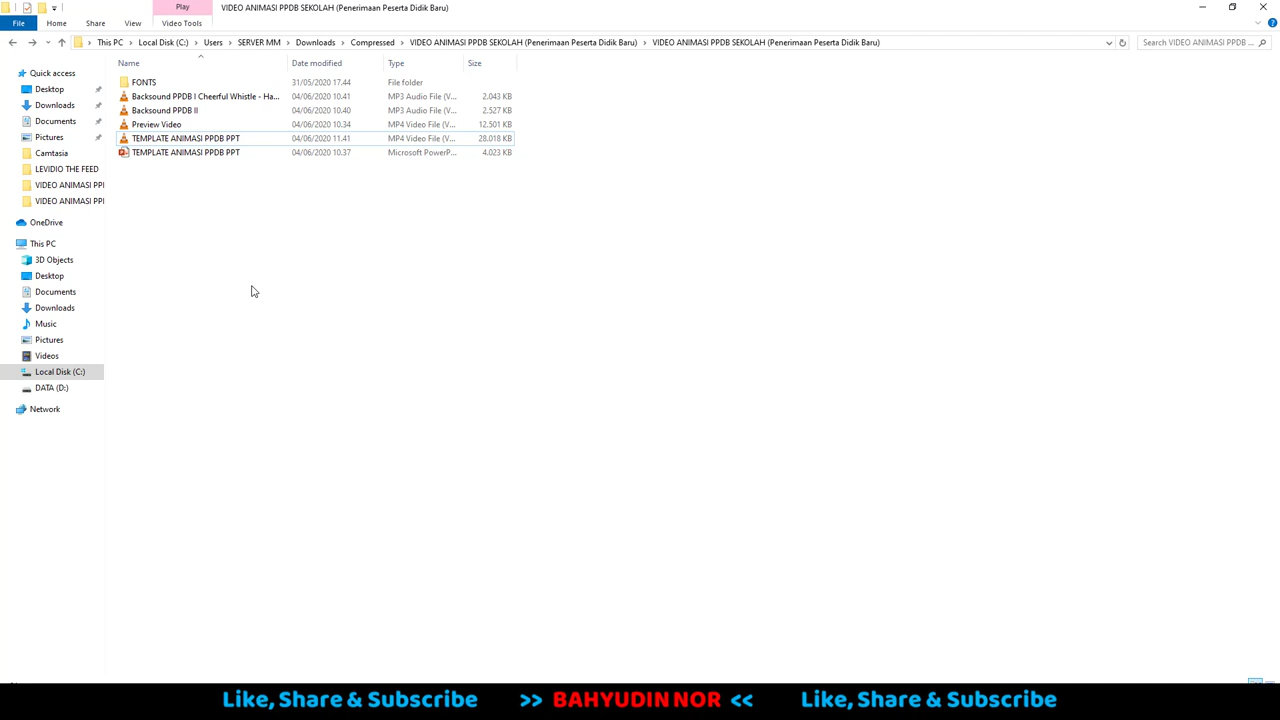 Play
VIDEO ANIMASI PPDB SEKOLAH (Penerimaan Peserta Didik Baru)
File Home Share View Video Tools
This PC > Local Disk (C:) > Users > SERVER MM > Downloads > Compressed > VIDEO ANIMASI PPDB SEKOLAH (Penerimaan Peserta Didik Baru) > VIDEO ANIMASI PPDB SEKOLAH (Penerimaan Peserta Didik Baru)
Search VIDEO ANIMASI PPDB ...
Name Date modified Type Size
FONTS 31/05/2020 17.44 File folder
Backsound PPDB I Cheerful Whistle - Ha... 04/06/2020 10.41 MP3 Audio File (V... 2.043 KB
Backsound PPDB II 04/06/2020 10.40 MP3 Audio File (V... 2.527 KB
Preview Video 04/06/2020 10.34 MP4 Video File (V... 12.501 KB
TEMPLATE ANIMASI PPDB PPT 04/06/2020 11.41 MP4 Video File (V... 28.018 KB
TEMPLATE ANIMASI PPDB PPT 04/06/2020 10.37 Microsoft PowerP... 4.023 KB
Quick access
Desktop
Downloads
Documents
Pictures
Camtasia
LEVIDIO THE FEED
VIDEO ANIMASI PPI
VIDEO ANIMASI PPI
OneDrive
This PC
3D Objects
Desktop
Documents
Downloads
Music
Pictures
Videos
Local Disk (C:)
DATA (D:)
Network
Like, Share & Subscribe >> BAHYUDIN NOR << Like, Share & Subscribe